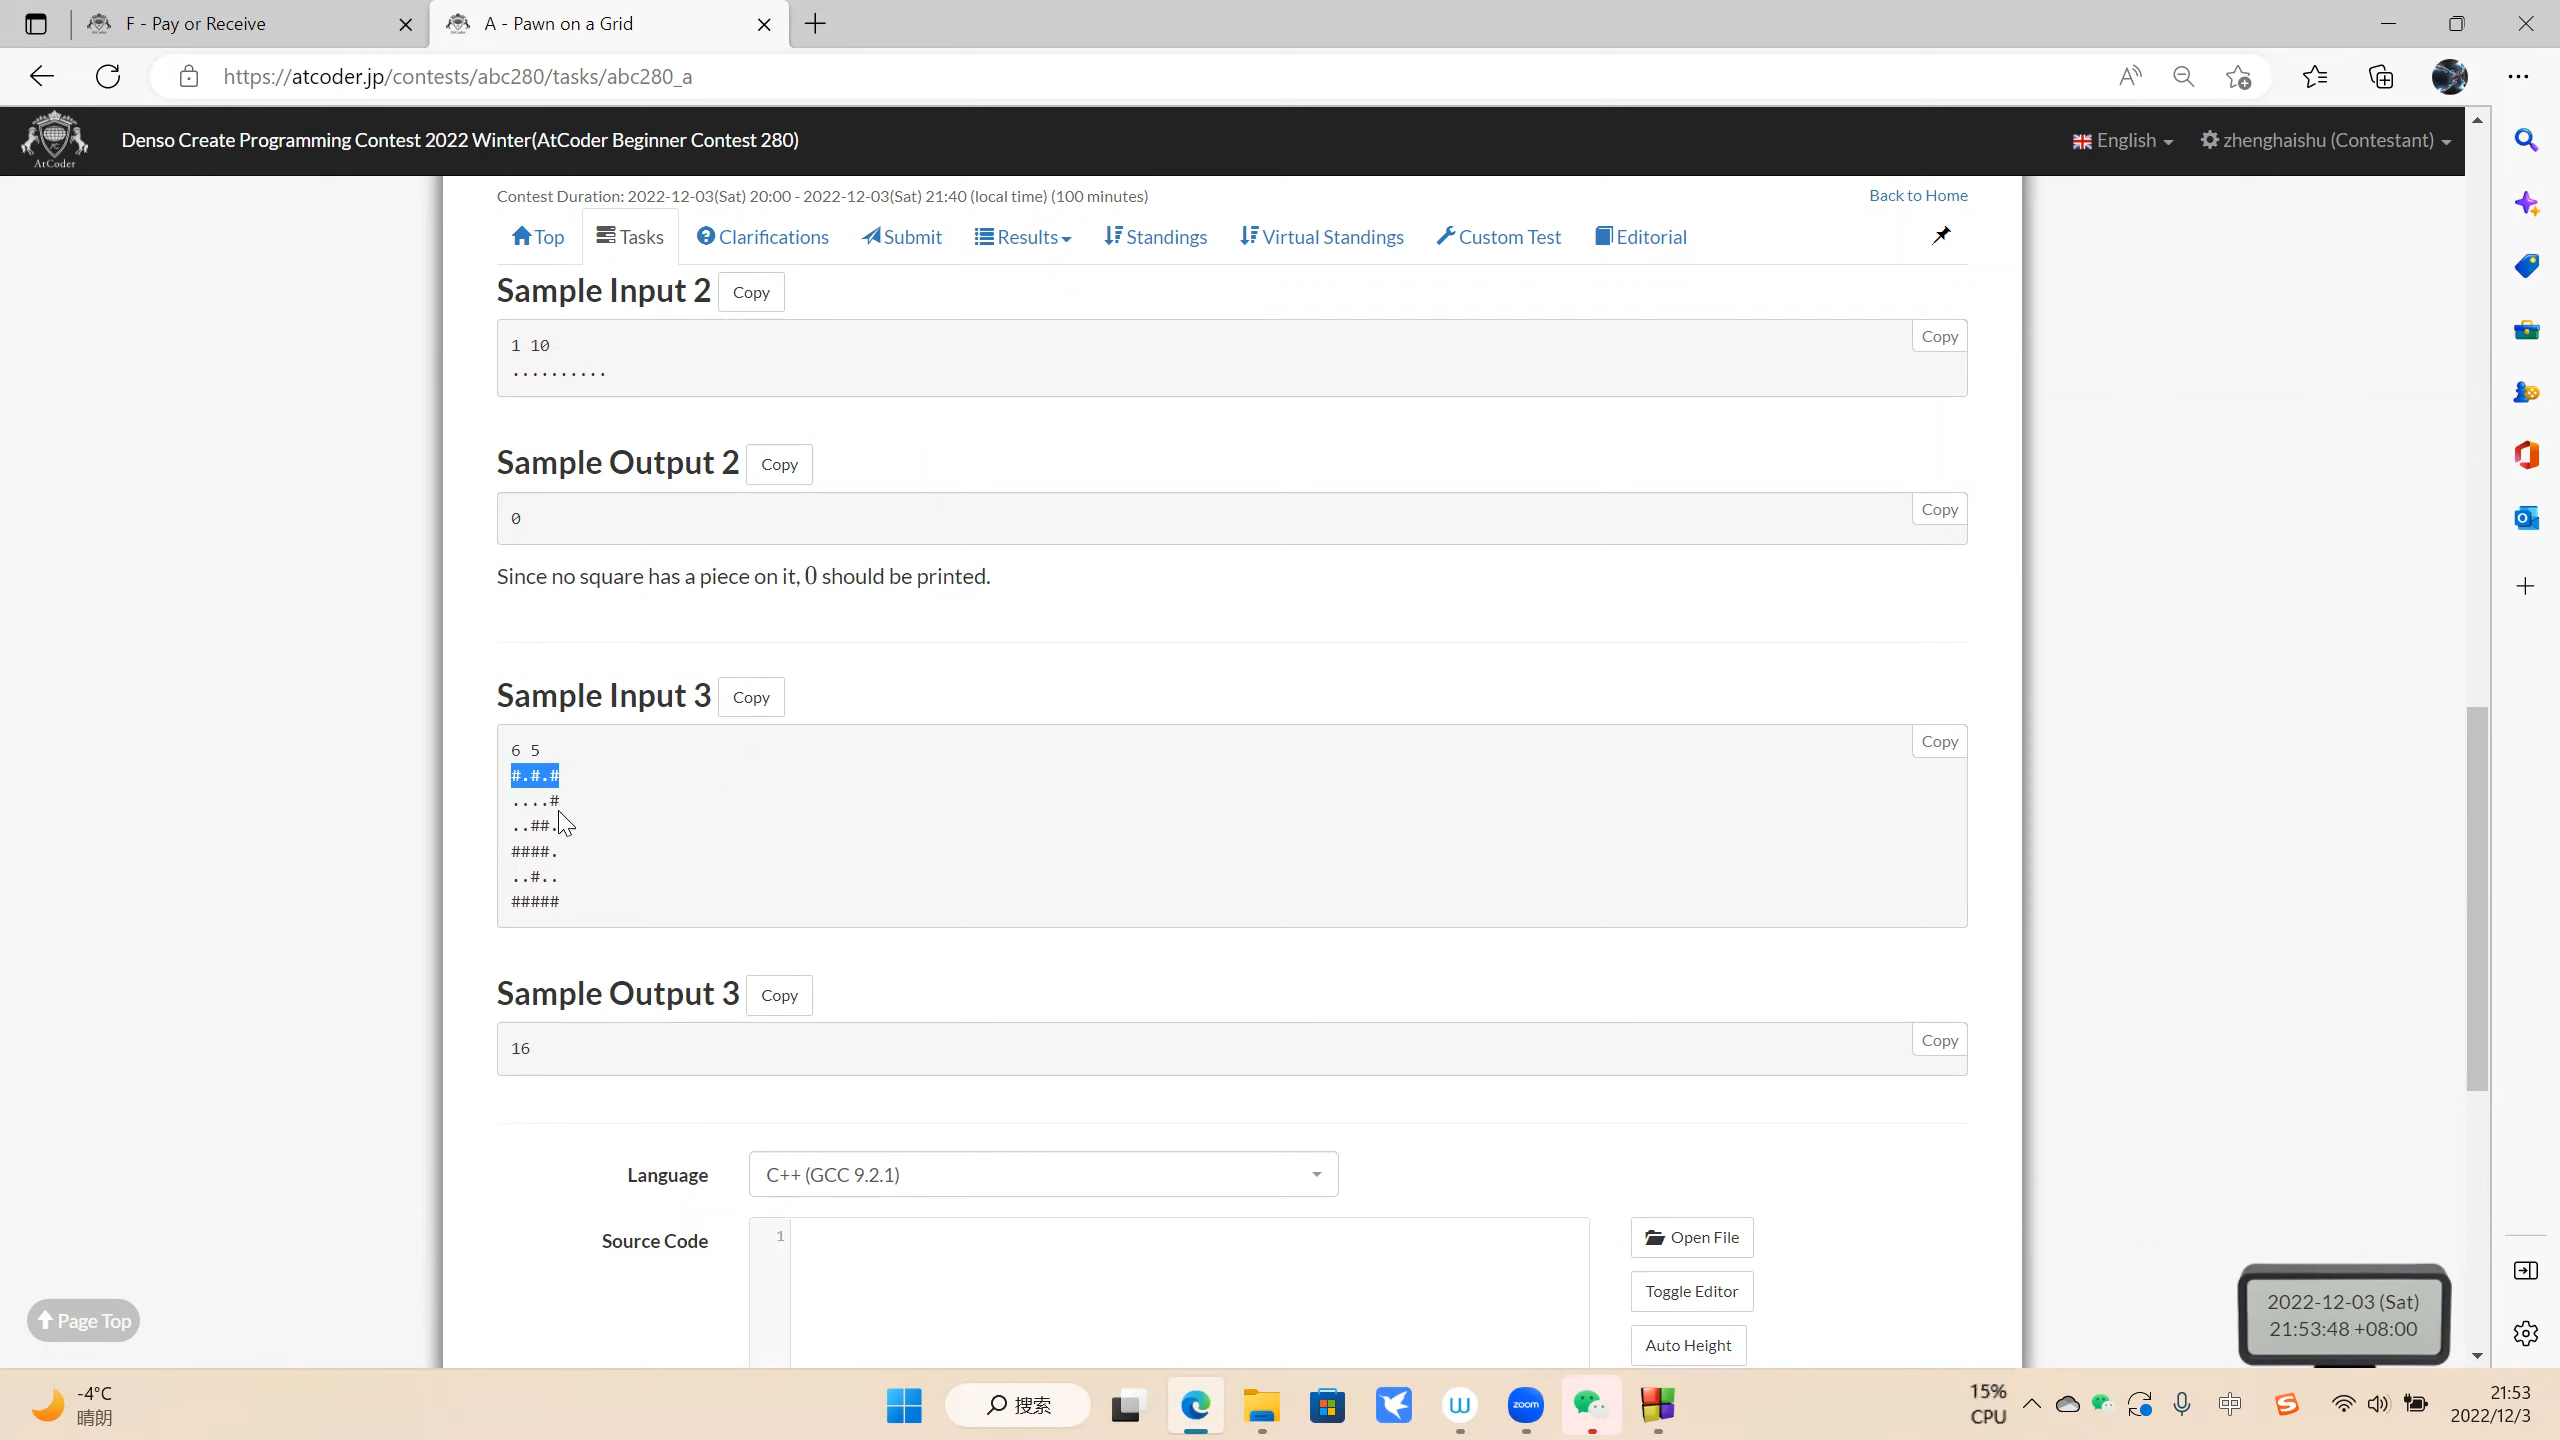 F - Pay or Receive
A - Pawn on a Grid
https://atcoder.jp/contests/abc280/tasks/abc280_a
AtCoder
Denso Create Programming Contest 2022 Winter(AtCoder Beginner Contest 280)
English
zhenghaishu (Contestant)
Contest Duration: 2022-12-03(Sat) 20:00 - 2022-12-03(Sat) 21:40 (local time) (100 minutes)
Back to Home
Top
Tasks
Clarifications
Submit
Results
Standings
Virtual Standings
Custom Test
Editorial
Sample Input 2
Copy
Copy
1 10
..........
Sample Output 2
Copy
Copy
0
Since no square has a piece on it, 0 should be printed.
Sample Input 3
Copy
Copy
6 5
#.#.#
....#
..##.
####.
..#..
#####
Sample Output 3
Copy
Copy
16
Language
C++ (GCC 9.2.1)
Source Code
1
Open File
Toggle Editor
Auto Height
Page Top
2022-12-03 (Sat)
21:53:48 +08:00
-4°C
晴朗
搜索
zoom
15%
CPU
中
21:53
2022/12/3